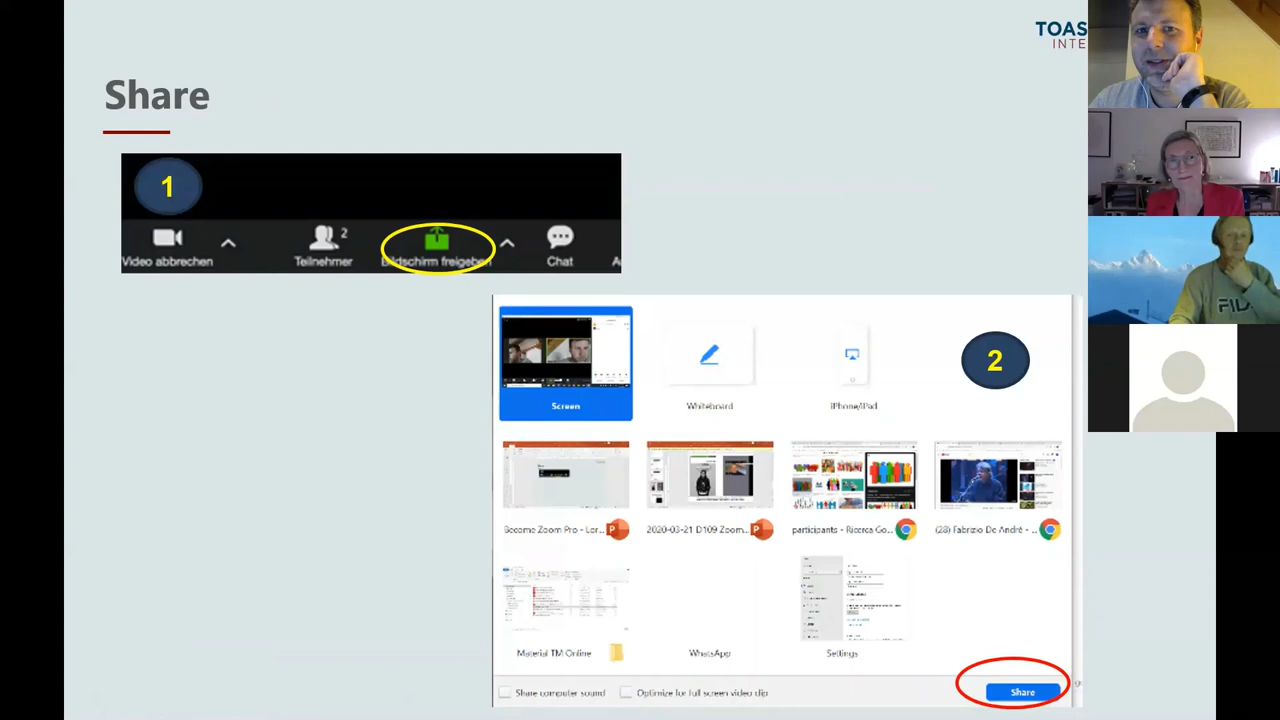 TOAS
INTE
Share
1
2
Video abbrechen
Teilnehmer
Bildschirm freigeben
Chat
2
Screen
Whiteboard
iPhone/iPad
Become Zoom Pro - Lor...
2020-03-21 D109 Zoom...
participants - Ricerca Go...
(28) Fabrizio De André - ...
Material TM Online
WhatsApp
Settings
Share computer sound
Optimize for full screen video clip
Share
FILA